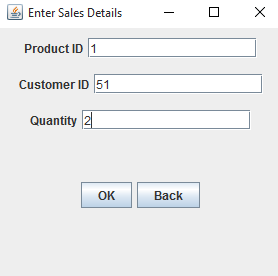 Enter Sales Details
Product ID 1
Customer ID 51
Quantity 2
OK Back